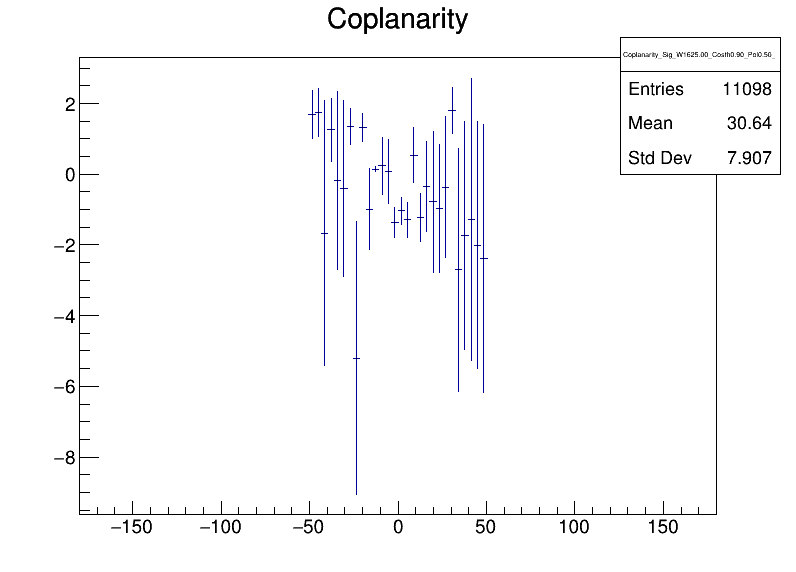 Coplanarity
Coplanarity_Sig_W1625.00_Costh0.90_Pol0.50_
Entries 11098
Mean 30.64
Std Dev 7.907
2
0
−2
−4
−6
−8
−150 −100 −50 0 50 100 150